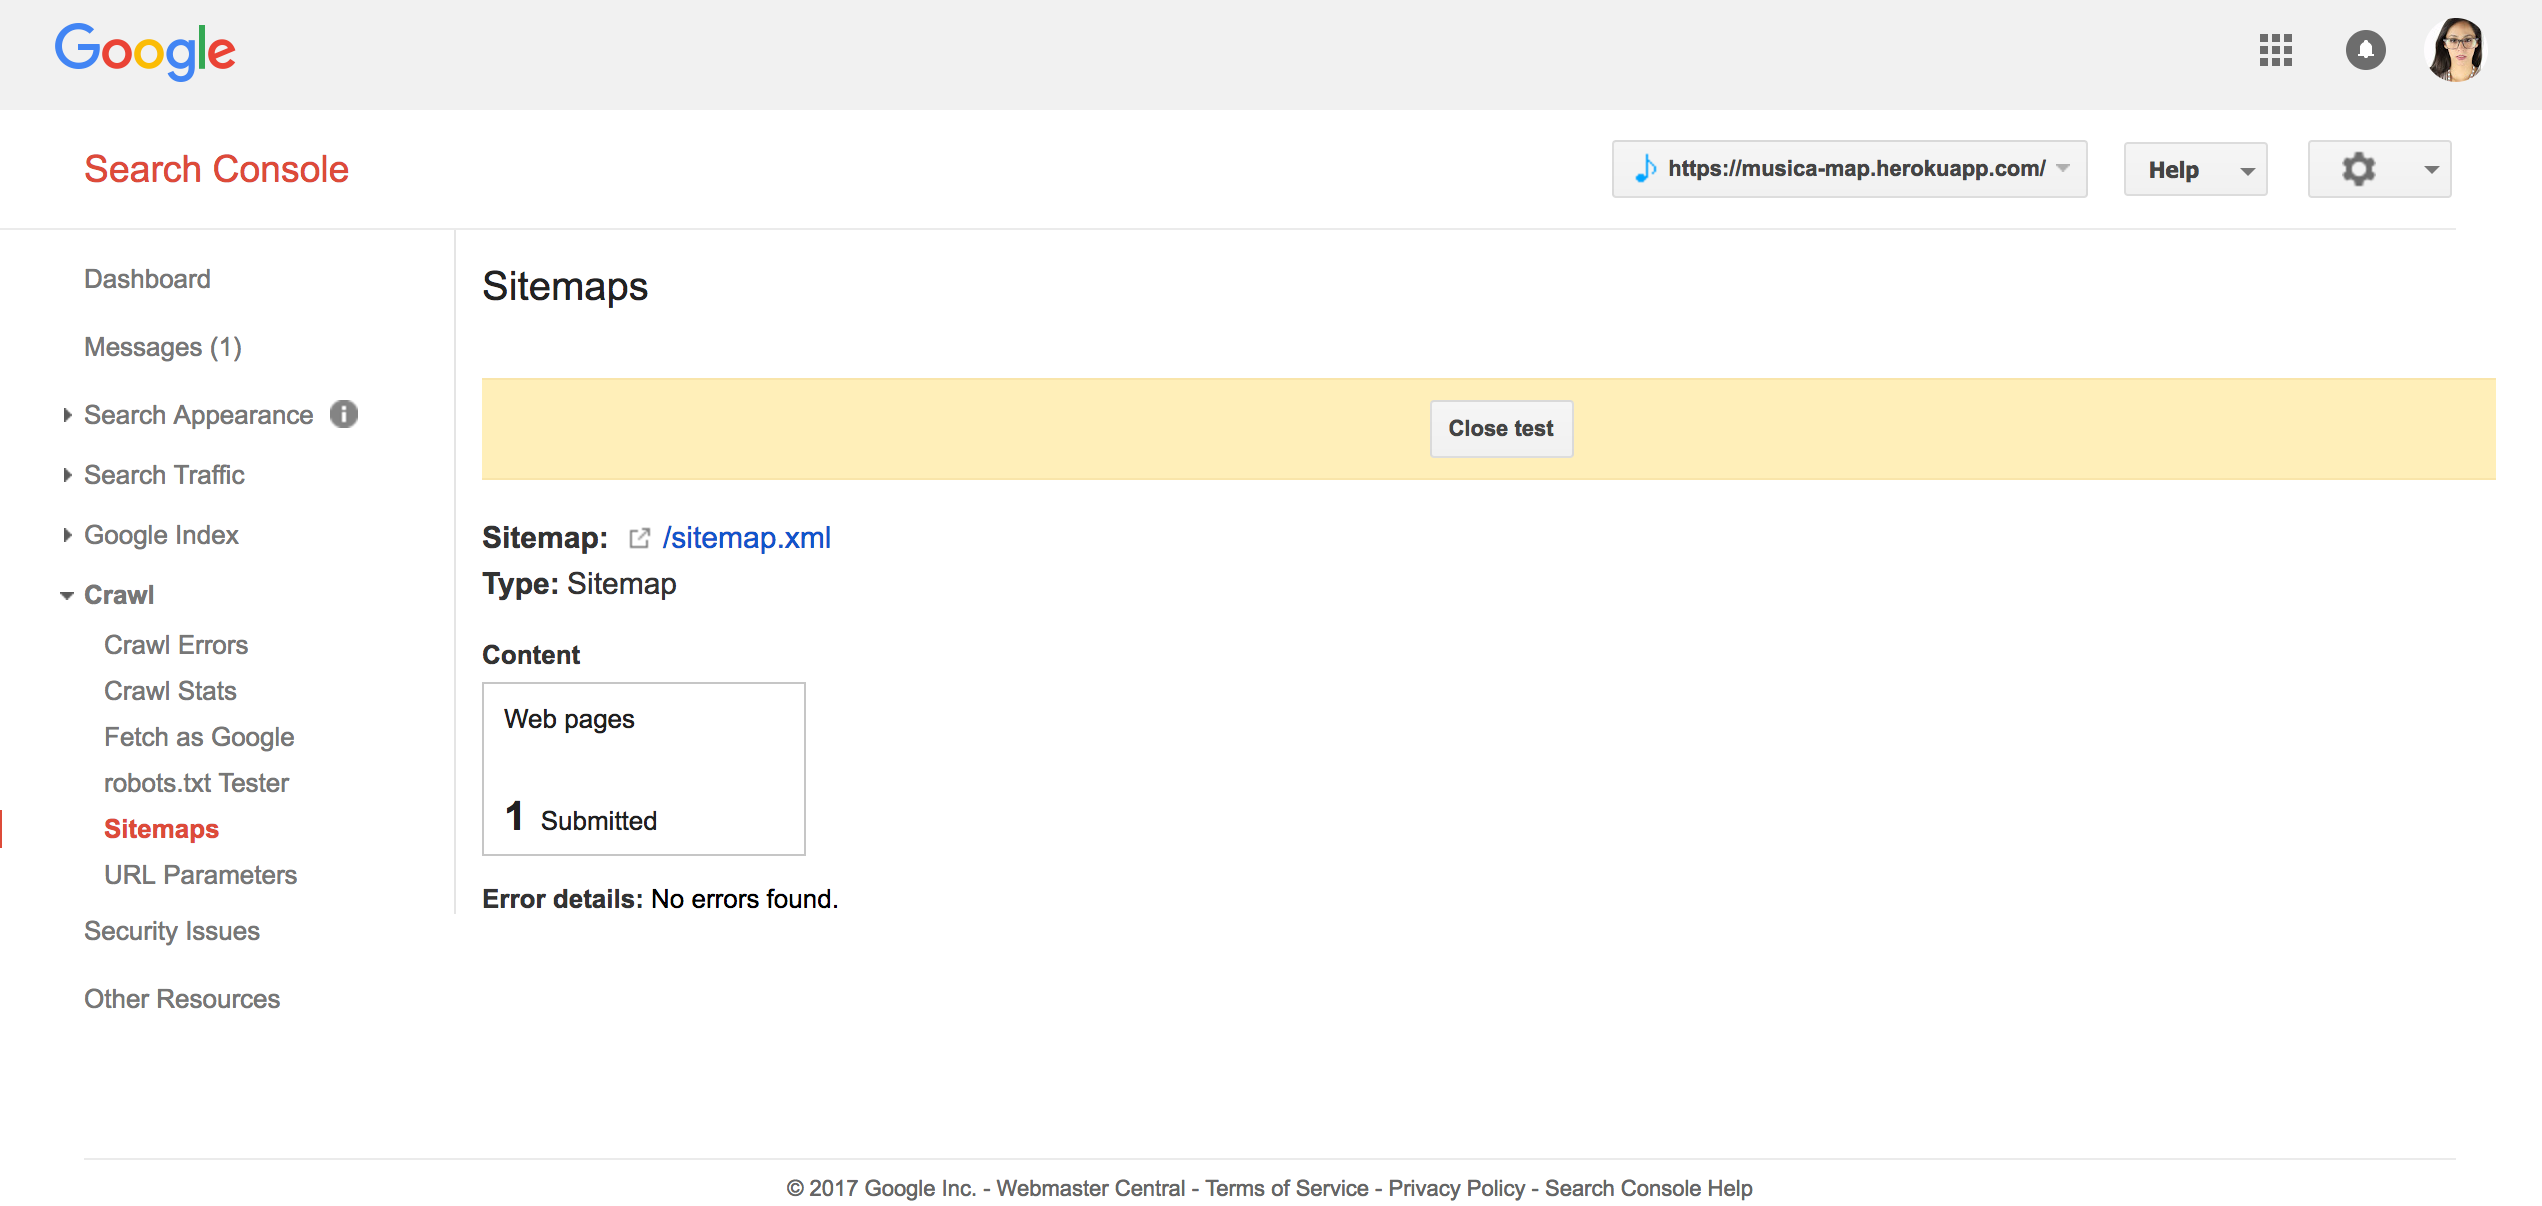 Google
Search Console
https://musica-map.herokuapp.com/
Help
Dashboard
Messages (1)
Search Appearance
Search Traffic
Google Index
Crawl
Crawl Errors
Crawl Stats
Fetch as Google
robots.txt Tester
Sitemaps
URL Parameters
Security Issues
Other Resources
Sitemaps
Close test
Sitemap: /sitemap.xml
Type: Sitemap
Content
Web pages
1 Submitted
Error details: No errors found.
© 2017 Google Inc. - Webmaster Central - Terms of Service - Privacy Policy - Search Console Help